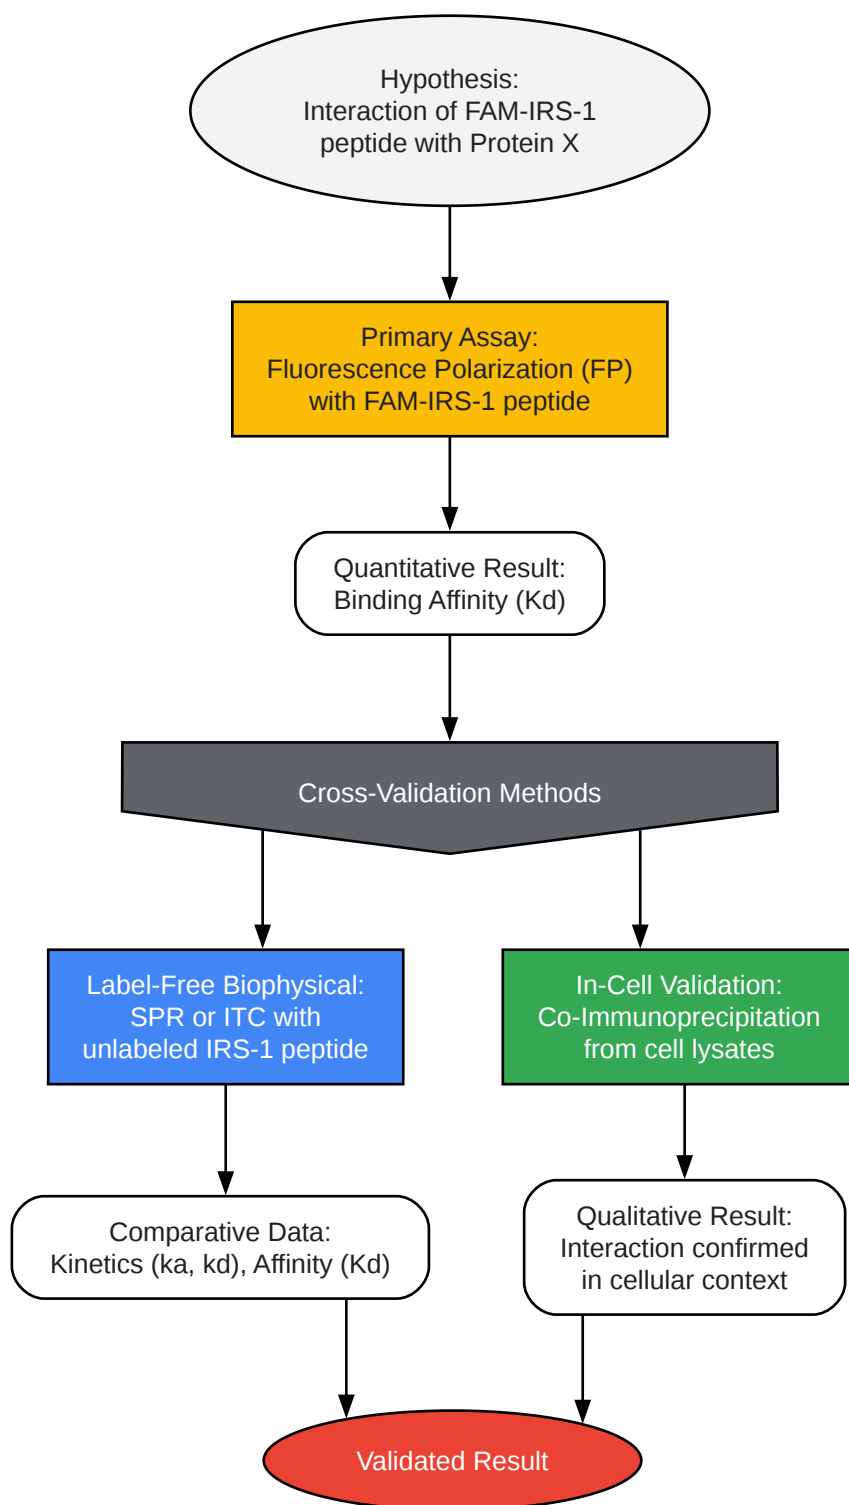 Hypothesis:
Interaction of FAM-IRS-1
peptide with Protein X
Primary Assay:
Fluorescence Polarization (FP)
with FAM-IRS-1 peptide
Quantitative Result:
Binding Affinity (Kd)
Cross-Validation Methods
Label-Free Biophysical:
SPR or ITC with
unlabeled IRS-1 peptide
In-Cell Validation:
Co-Immunoprecipitation
from cell lysates
Comparative Data:
Kinetics (ka, kd), Affinity (Kd)
Qualitative Result:
Interaction confirmed
in cellular context
Validated Result